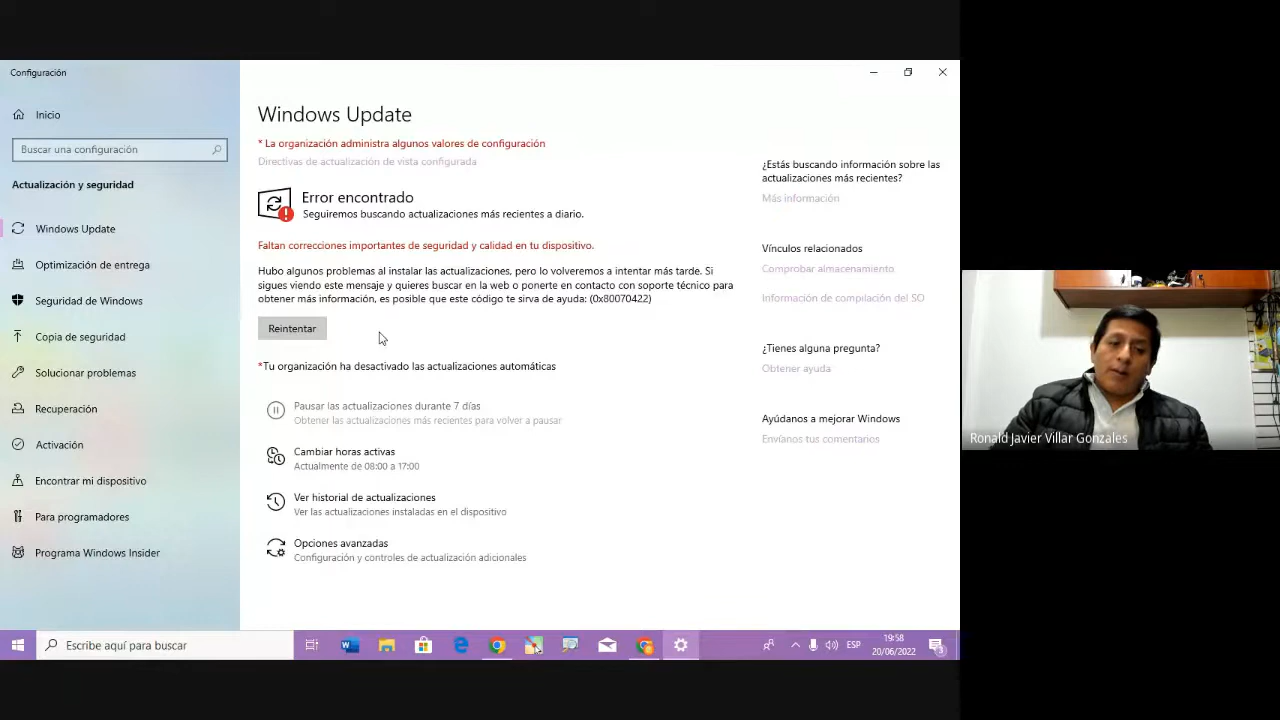 Configuración
Inicio
Buscar una configuración
Actualización y seguridad
Windows Update
Optimización de entrega
Seguridad de Windows
Copia de seguridad
Solucionar problemas
Recuperación
Activación
Encontrar mi dispositivo
Para programadores
Programa Windows Insider
Windows Update
* La organización administra algunos valores de configuración
Directivas de actualización de vista configurada
Error encontrado
Seguiremos buscando actualizaciones más recientes a diario.
Faltan correcciones importantes de seguridad y calidad en tu dispositivo.
Hubo algunos problemas al instalar las actualizaciones, pero lo volveremos a intentar más tarde. Si
sigues viendo este mensaje y quieres buscar en la web o ponerte en contacto con soporte técnico para
obtener más información, es posible que este código te sirva de ayuda: (0x80070422)
Reintentar
*Tu organización ha desactivado las actualizaciones automáticas
Pausar las actualizaciones durante 7 días
Obtener las actualizaciones más recientes para volver a pausar
Cambiar horas activas
Actualmente de 08:00 a 17:00
Ver historial de actualizaciones
Ver las actualizaciones instaladas en el dispositivo
Opciones avanzadas
Configuración y controles de actualización adicionales
¿Estás buscando información sobre las
actualizaciones más recientes?
Más información
Vínculos relacionados
Comprobar almacenamiento
Información de compilación del SO
¿Tienes alguna pregunta?
Obtener ayuda
Ayúdanos a mejorar Windows
Envíanos tus comentarios
Ronald Javier Villar Gonzales
Escribe aquí para buscar
ESP
19:58
20/06/2022
3